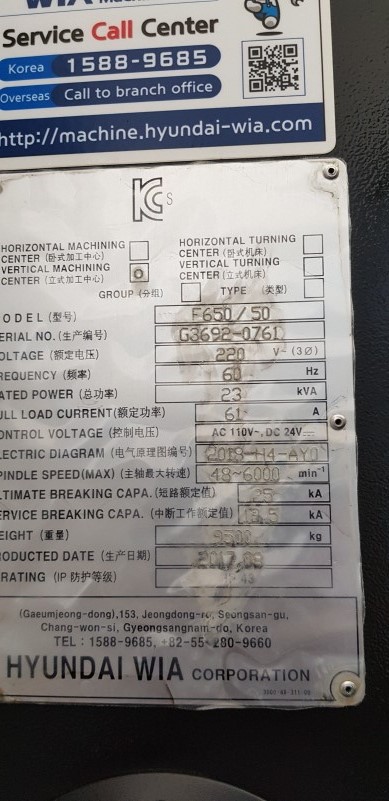 WIA
Service Call Center
Korea 1588-9685
Overseas Call to branch office
http://machine.hyundai-wia.com
KCs
HORIZONTAL MACHINING CENTER (卧式加工中心)
HORIZONTAL TURNING CENTER (卧式机床)
VERTICAL MACHINING CENTER (立式加工中心)
VERTICAL TURNING CENTER (立式机床)
GROUP (分组) TYPE (类型)
ODEL (型号) F650/50
ERIAL NO.(生产编号) G3692-0761
OLTAGE (额定电压) 220 V~(3Ø)
REQUENCY (频率) 60 Hz
ATED POWER (总功率) 23 kVA
ULL LOAD CURRENT(额定功率) 61 A
ONTROL VOLTAGE (控制电压) AC 110V~, DC 24V
LECTRIC DIAGRAM (电气原理图编号) H4-AY0
PINDLE SPEED(MAX) (主轴最大转速) 48~6000 min⁻¹
LTIMATE BREAKING CAPA. (短路额定值) 25 kA
ERVICE BREAKING CAPA. (中断工作额定值) kA
EIGHT (重量) kg
RODUCTED DATE (生产日期) 2017.09
RATING (IP 防护等级)
(Gaeumjeong-dong),153, Jeongdong-ro, Seongsan-gu,
Chang-won-si, Gyeongsangnam-do, Korea
TEL : 1588-9685, +82-55-280-9660
HYUNDAI WIA CORPORATION